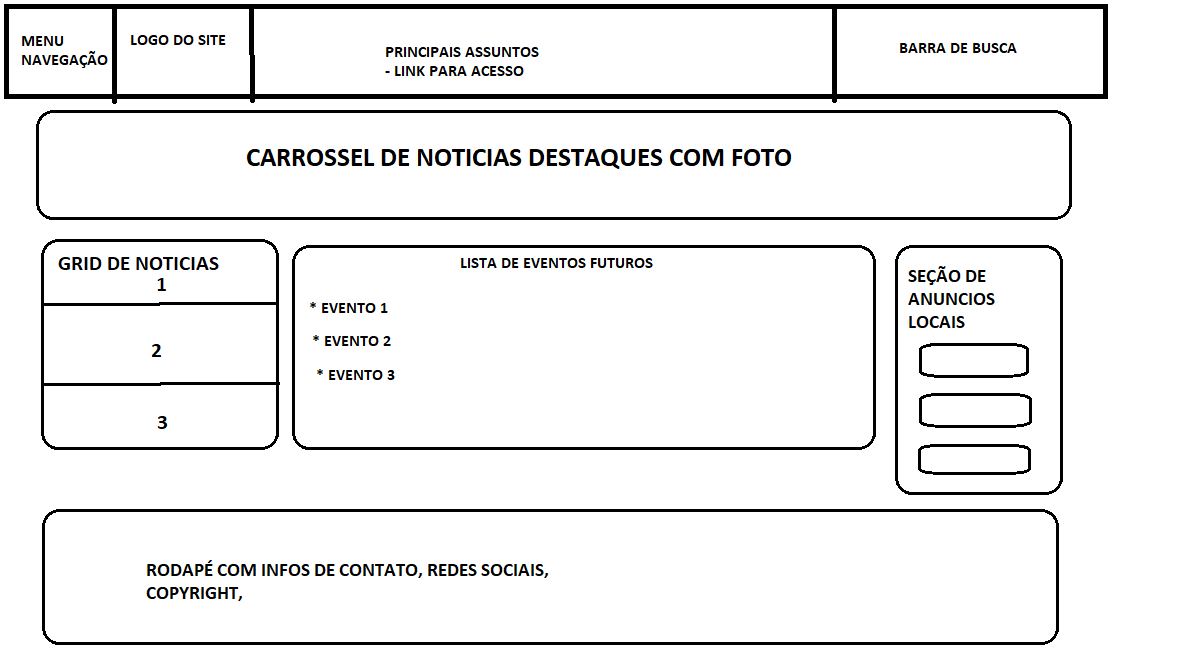 MENU
NAVEGAÇÃO
LOGO DO SITE
PRINCIPAIS ASSUNTOS
- LINK PARA ACESSO
BARRA DE BUSCA
CARROSSEL DE NOTICIAS DESTAQUES COM FOTO
GRID DE NOTICIAS
1
2
3
LISTA DE EVENTOS FUTUROS
* EVENTO 1
* EVENTO 2
* EVENTO 3
SEÇÃO DE
ANUNCIOS
LOCAIS
RODAPÉ COM INFOS DE CONTATO, REDES SOCIAIS,
COPYRIGHT,